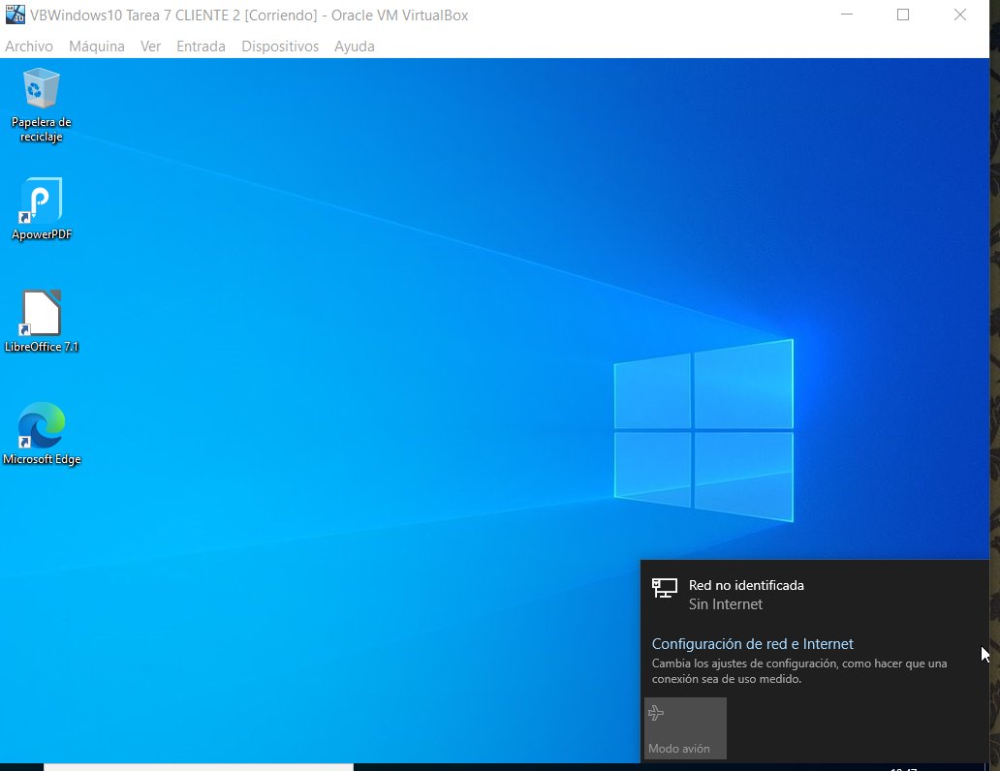 VBWindows10 Tarea 7 CLIENTE 2 [Corriendo] - Oracle VM VirtualBox
Archivo Máquina Ver Entrada Dispositivos Ayuda
Papelera de
reciclaje
ApowerPDF
LibreOffice 7.1
Microsoft Edge
Red no identificada
Sin Internet
Configuración de red e Internet
Cambia los ajustes de configuración, como hacer que una
conexión sea de uso medido.
Modo avión